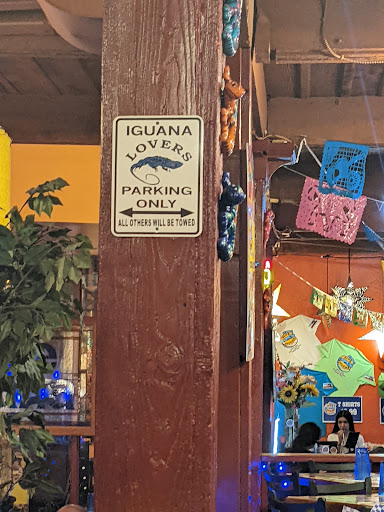 IGUANA
LOVERS
PARKING
ONLY
ALL OTHERS WILL BE TOWED
T SHIRTS